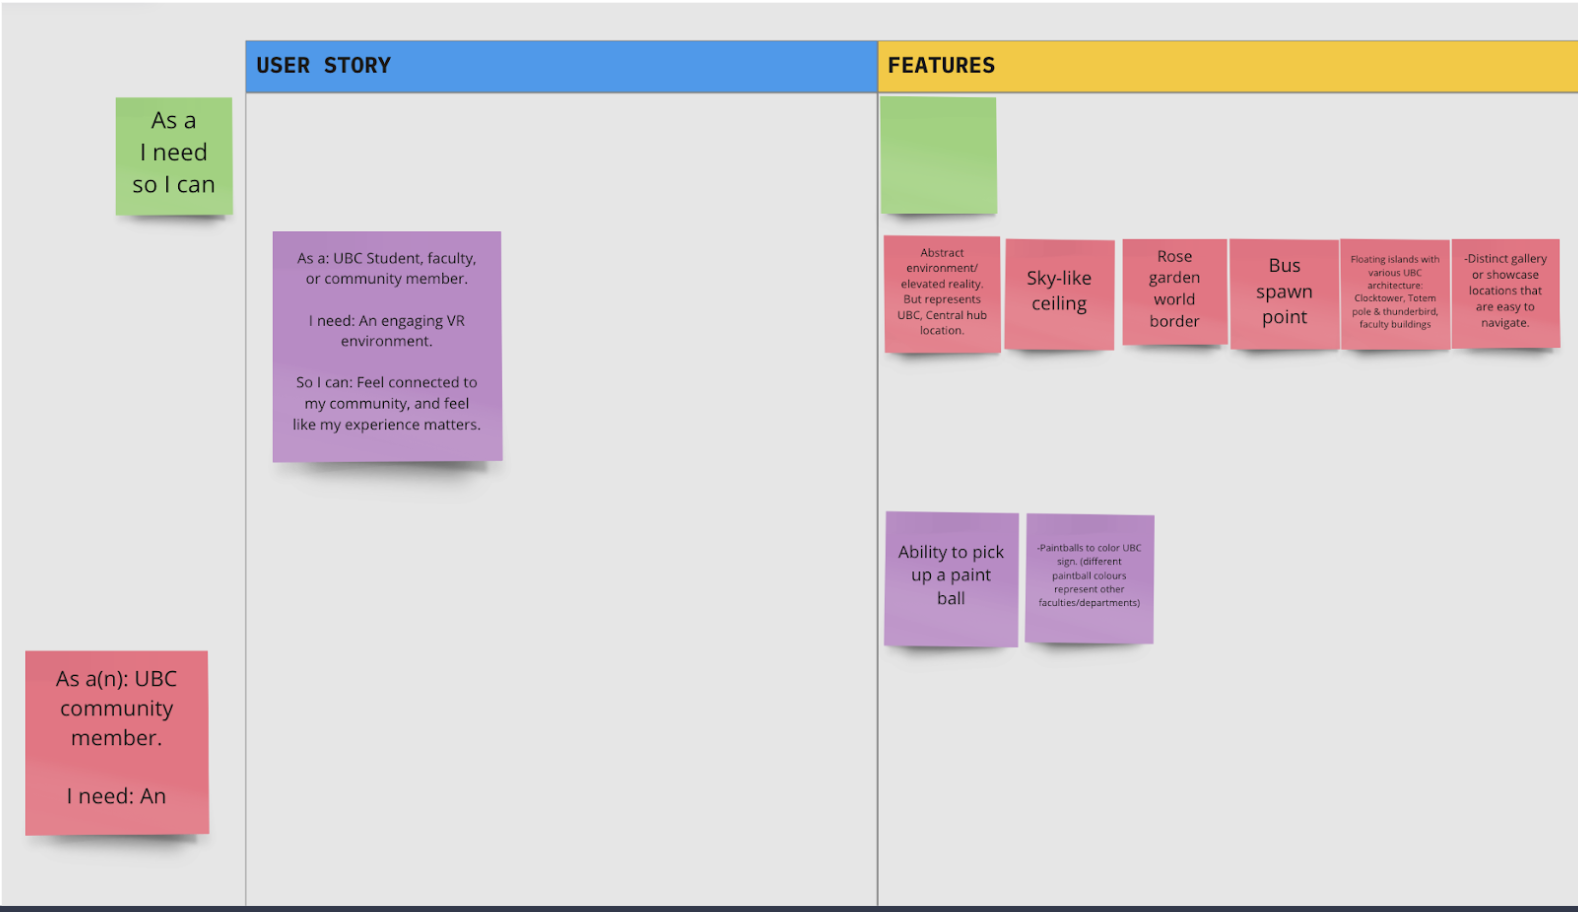 USER STORY
FEATURES
As a
I need
so I can
As a: UBC Student, faculty,
or community member.
I need: An engaging VR
environment.
So I can: Feel connected to
my community, and feel
like my experience matters.
Abstract
environment/
elevated reality.
But represents
UBC, Central hub
location.
Sky-like
ceiling
Rose
garden
world
border
Bus
spawn
point
Floating islands with
various UBC
architecture:
Clocktower, Totem
pole & thunderbird,
faculty buildings
-Distinct gallery
or showcase
locations that
are easy to
navigate.
Ability to pick
up a paint
ball
-Paintballs to color UBC
sign. (different
paintball colours
represent other
faculties/departments)
As a(n): UBC
community
member.
I need: An